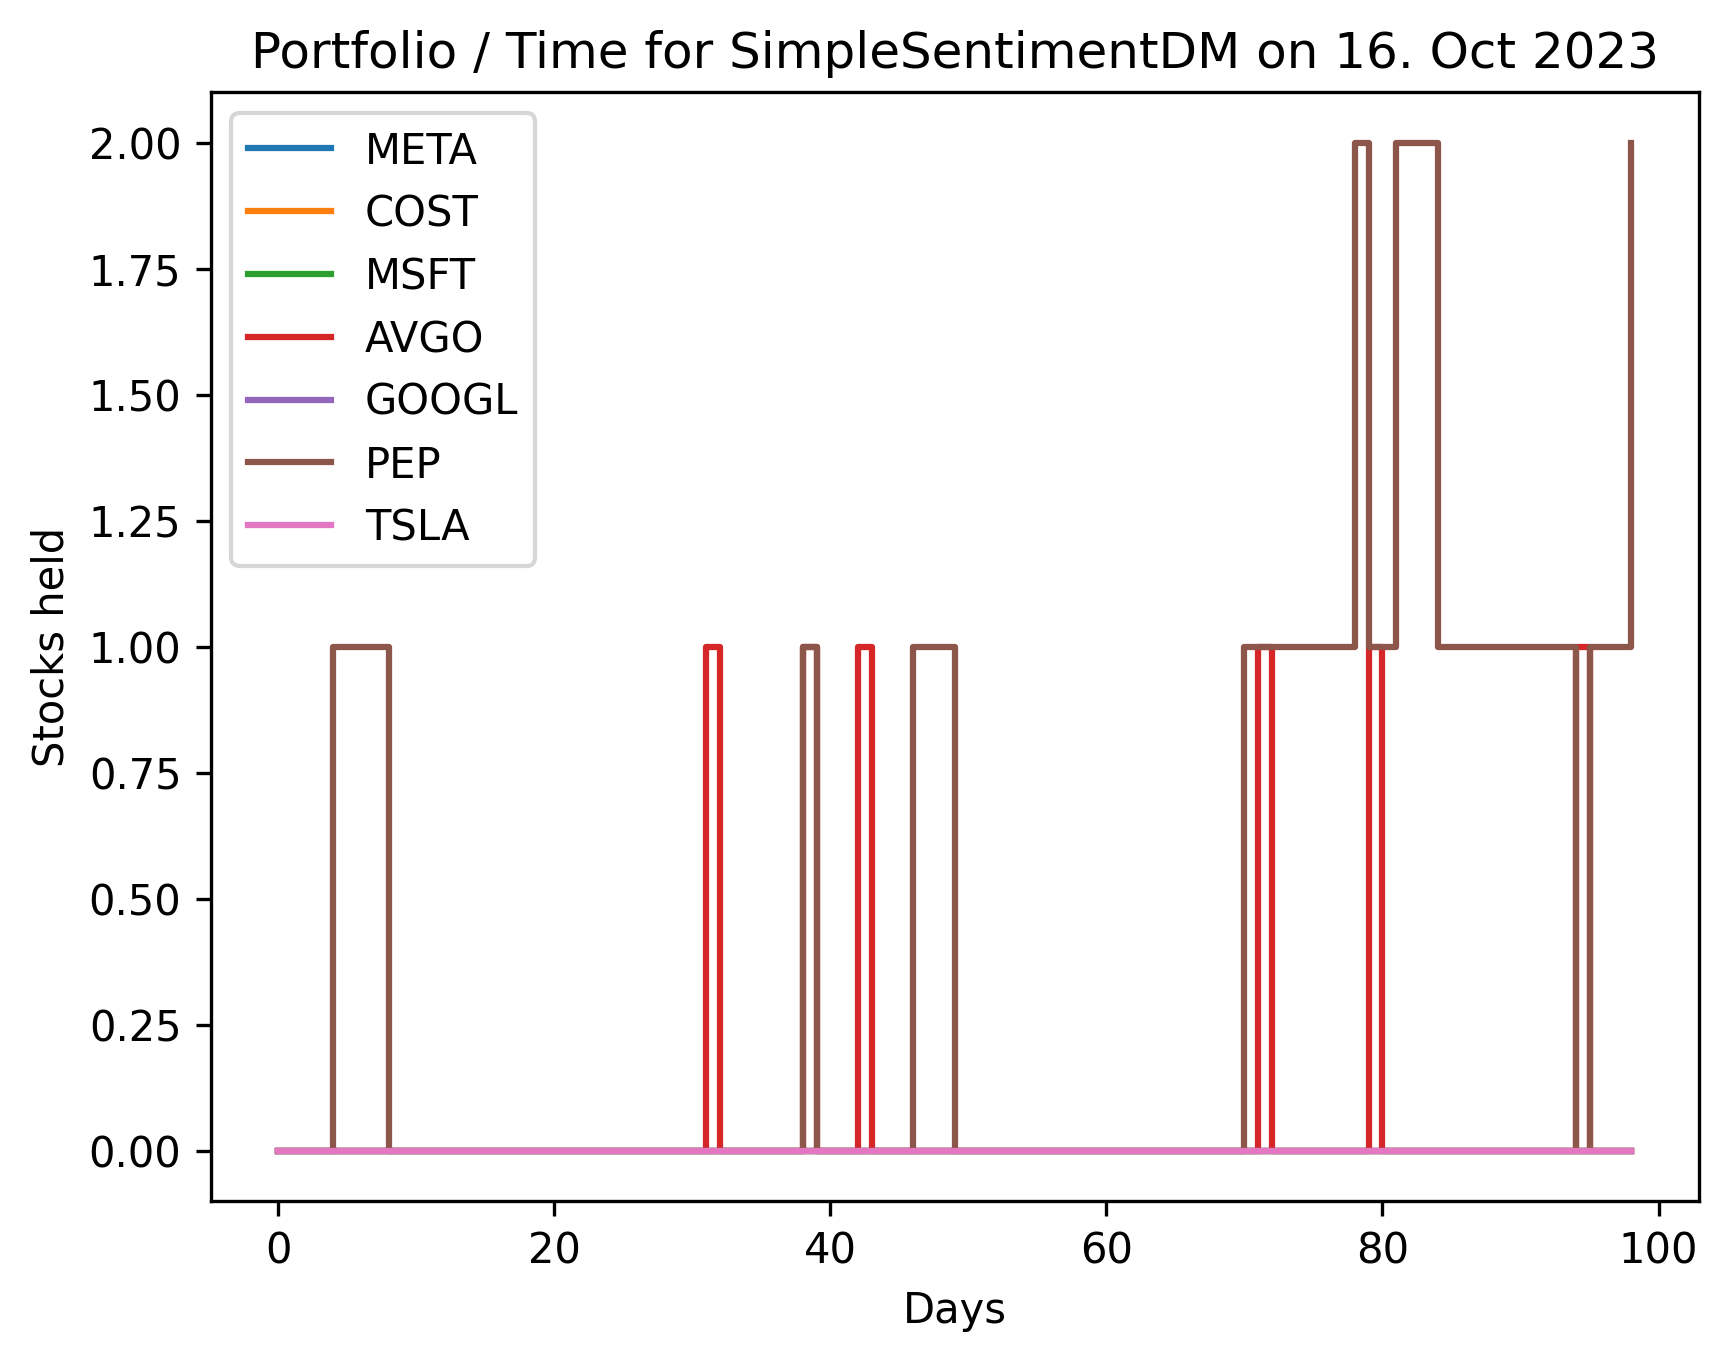 Portfolio / Time for SimpleSentimentDM on 16. Oct 2023
META
COST
MSFT
AVGO
GOOGL
PEP
TSLA
2.00
1.75
1.50
1.25
1.00
0.75
0.50
0.25
0.00
Stocks held
0 20 40 60 80 100
Days